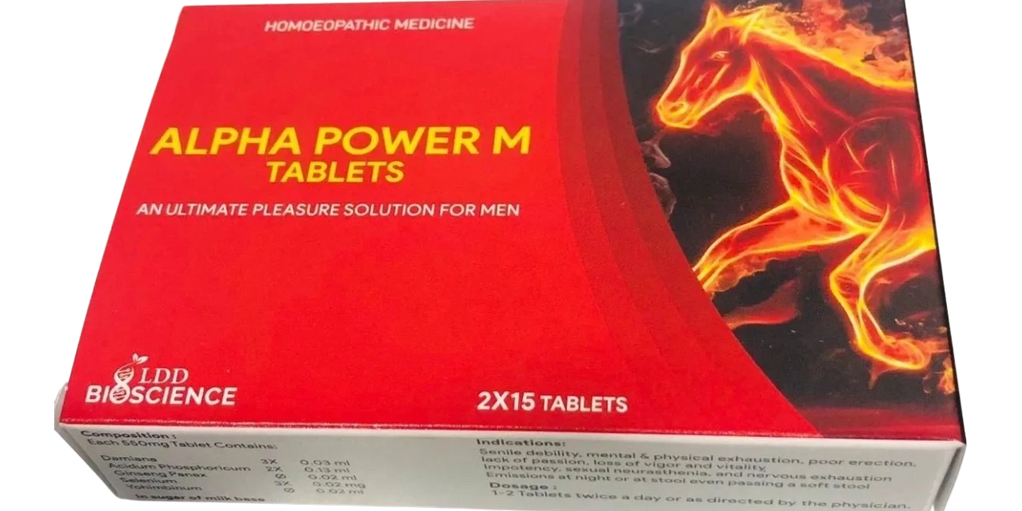 HOMOEOPATHIC MEDICINE
ALPHA POWER M
TABLETS
AN ULTIMATE PLEASURE SOLUTION FOR MEN
LDD
BIOSCIENCE
2X15 TABLETS
Composition :
Each 550mg Tablet Contains:
Damiana 3X 0.03 ml
Acidum Phosphoricum 2X 0.13 ml
Ginseng Panax Ø 0.02 ml
Selenium 3X 0.02 mg
Yohimbinum Ø 0.02 ml
In sugar of milk base
Indications:
Senile debility, mental & physical exhaustion, poor erection,
lack of passion, loss of vigor and vitality
Impotency, sexual neurasthenia, and nervous exhaustion
Emissions at night or at stool even passing a soft stool
Dosage :
1-2 Tablets twice a day or as directed by the physician.